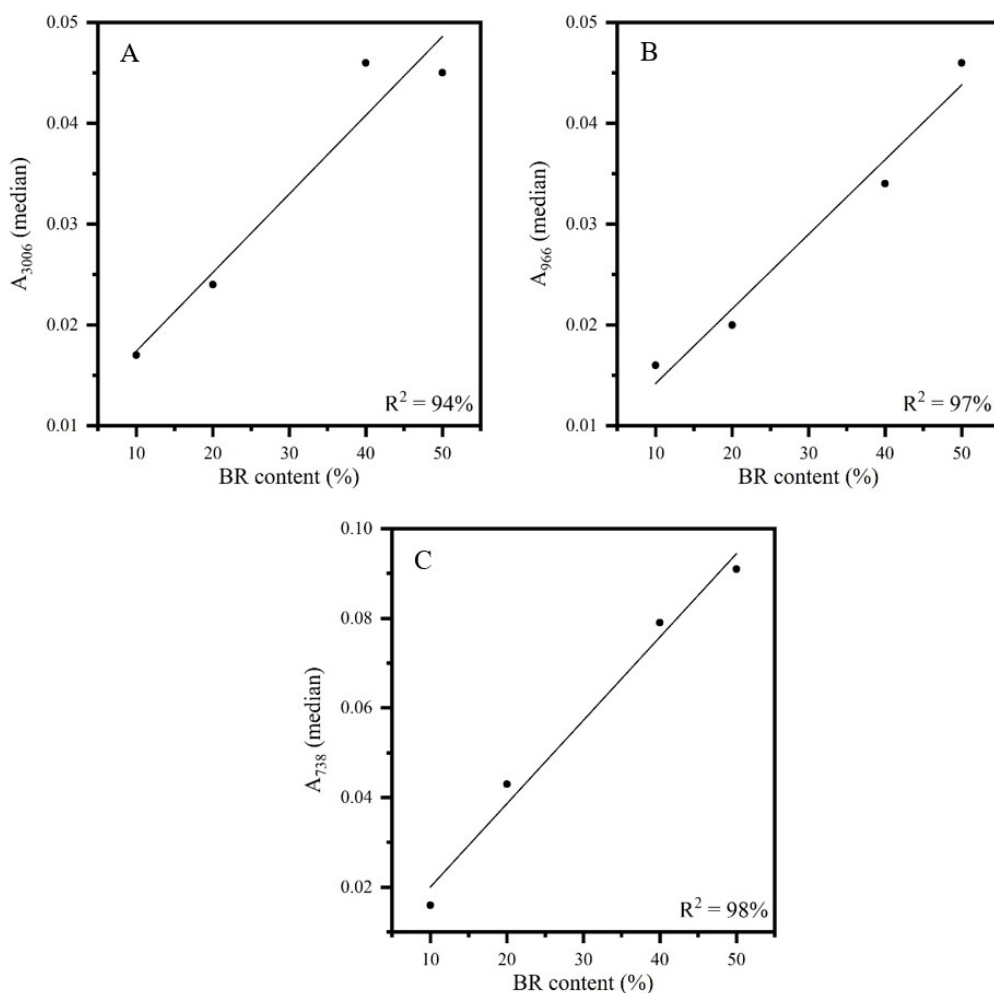 A
0.05
0.04
0.03
0.02
0.01
A3006 (median)
R2 = 94%
10 20 30 40 50
BR content (%)
B
0.05
0.04
0.03
0.02
0.01
A966 (median)
R2 = 97%
10 20 30 40 50
BR content (%)
C
0.10
0.08
0.06
0.04
0.02
A738 (median)
R2 = 98%
10 20 30 40 50
BR content (%)